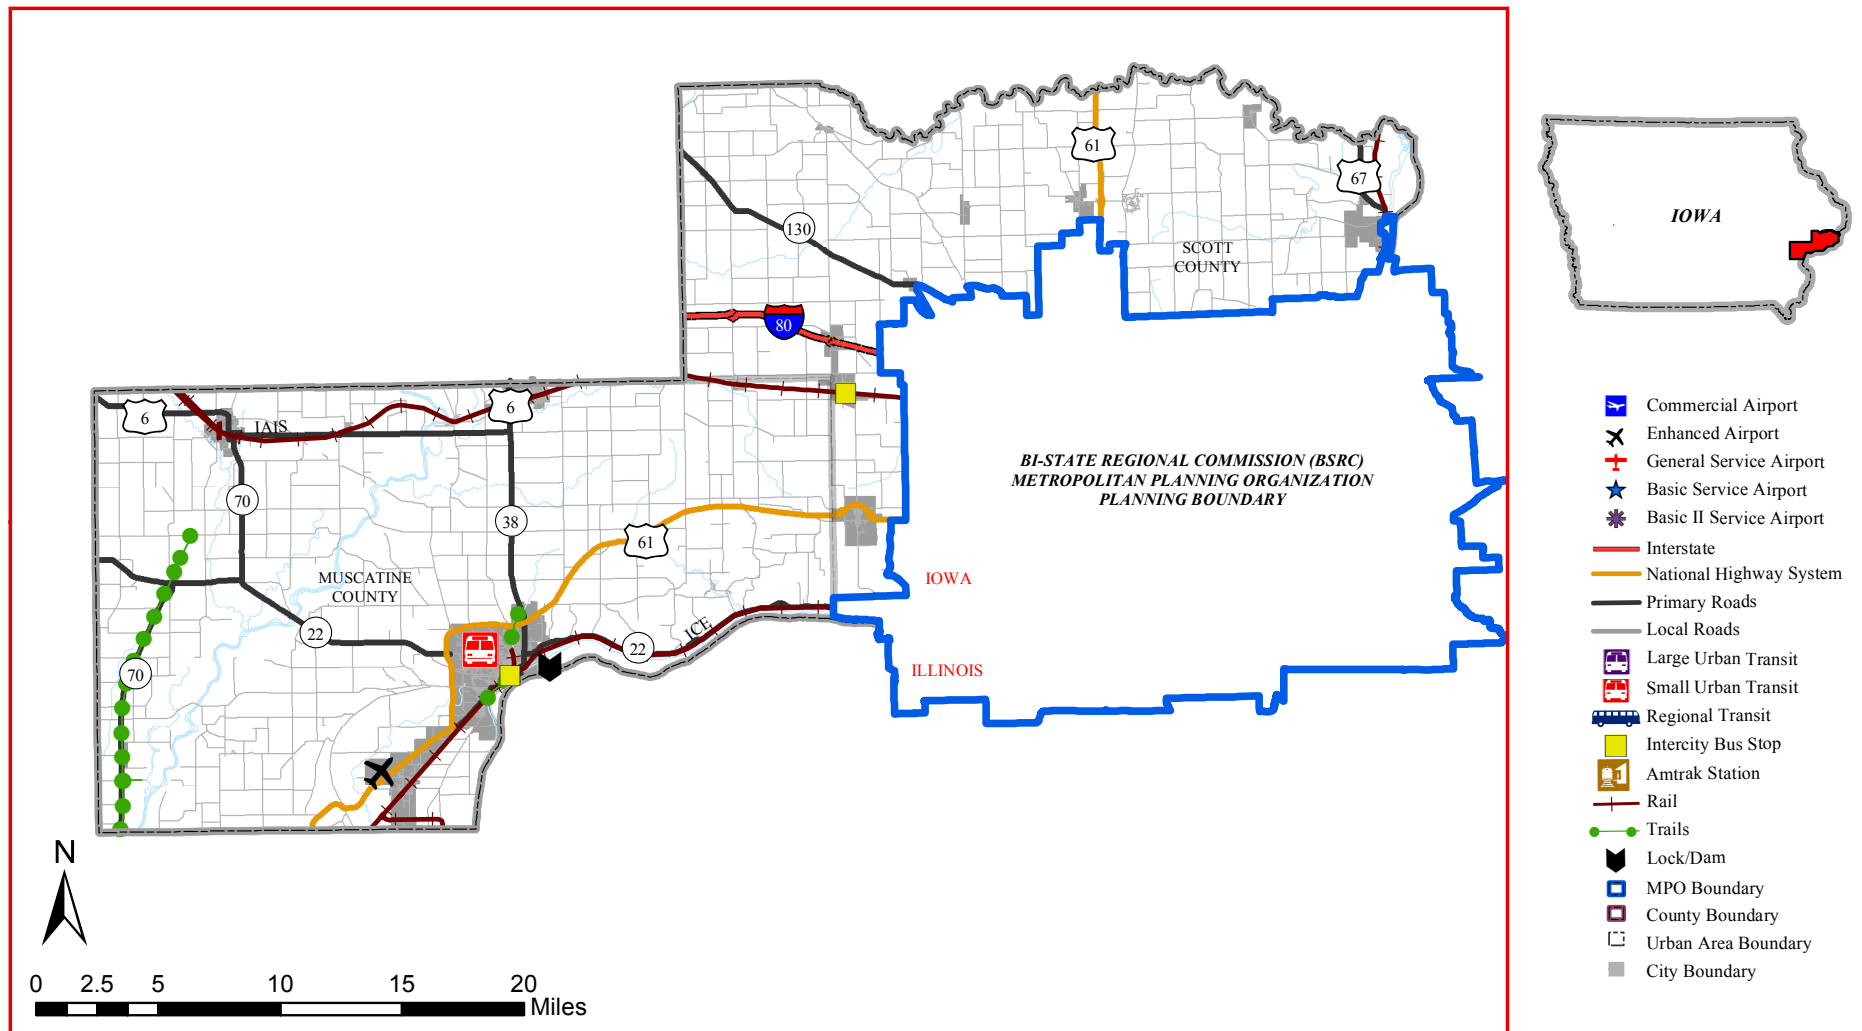 61
67
130
SCOTT
COUNTY
IOWA
80
6
6
IAIS
BI-STATE REGIONAL COMMISSION (BSRC)
METROPOLITAN PLANNING ORGANIZATION
PLANNING BOUNDARY
70
38
61
MUSCATINE
COUNTY
IOWA
22
22
ICE
70
ILLINOIS
Commercial Airport
Enhanced Airport
General Service Airport
Basic Service Airport
Basic II Service Airport
Interstate
National Highway System
Primary Roads
Local Roads
Large Urban Transit
Small Urban Transit
Regional Transit
Intercity Bus Stop
Amtrak Station
Rail
Trails
Lock/Dam
MPO Boundary
County Boundary
Urban Area Boundary
City Boundary
N
0 2.5 5 10 15 20
Miles